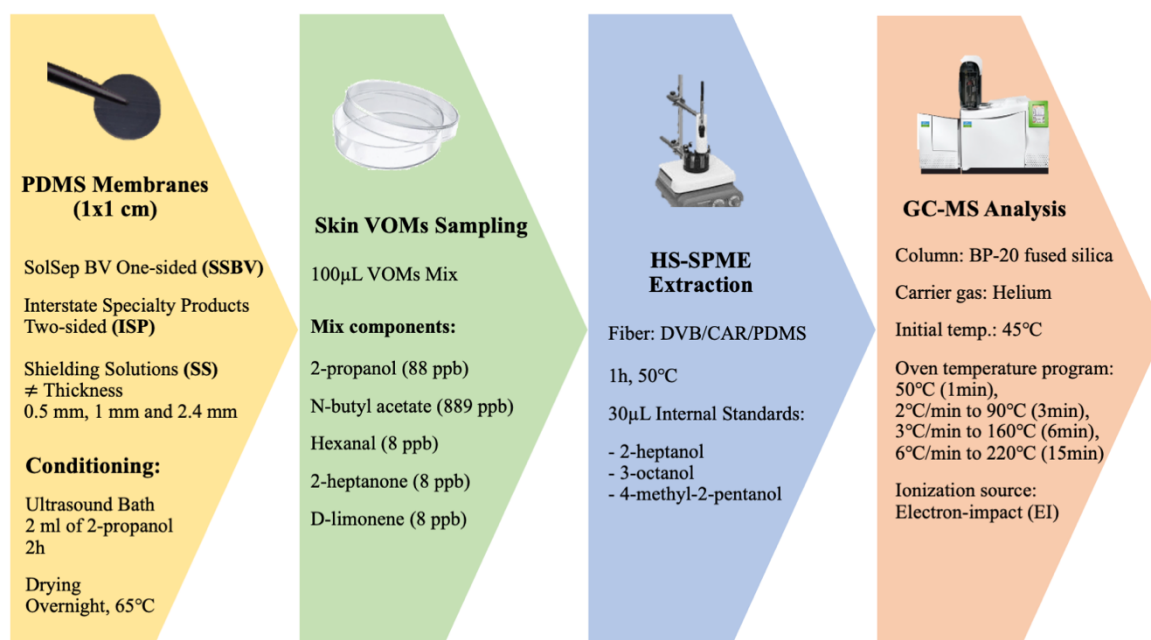 PDMS Membranes
(1x1 cm)
SolSep BV One-sided (SSBV)
Interstate Specialty Products
Two-sided (ISP)
Shielding Solutions (SS)
≠ Thickness
0.5 mm, 1 mm and 2.4 mm
Conditioning:
Ultrasound Bath
2 ml of 2-propanol
2h
Drying
Overnight, 65℃
Skin VOMs Sampling
100µL VOMs Mix
Mix components:
2-propanol (88 ppb)
N-butyl acetate (889 ppb)
Hexanal (8 ppb)
2-heptanone (8 ppb)
D-limonene (8 ppb)
HS-SPME
Extraction
Fiber: DVB/CAR/PDMS
1h, 50℃
30µL Internal Standards:
- 2-heptanol
- 3-octanol
- 4-methyl-2-pentanol
GC-MS Analysis
Column: BP-20 fused silica
Carrier gas: Helium
Initial temp.: 45℃
Oven temperature program:
50℃ (1min),
2℃/min to 90℃ (3min),
3℃/min to 160℃ (6min),
6℃/min to 220℃ (15min)
Ionization source:
Electron-impact (EI)